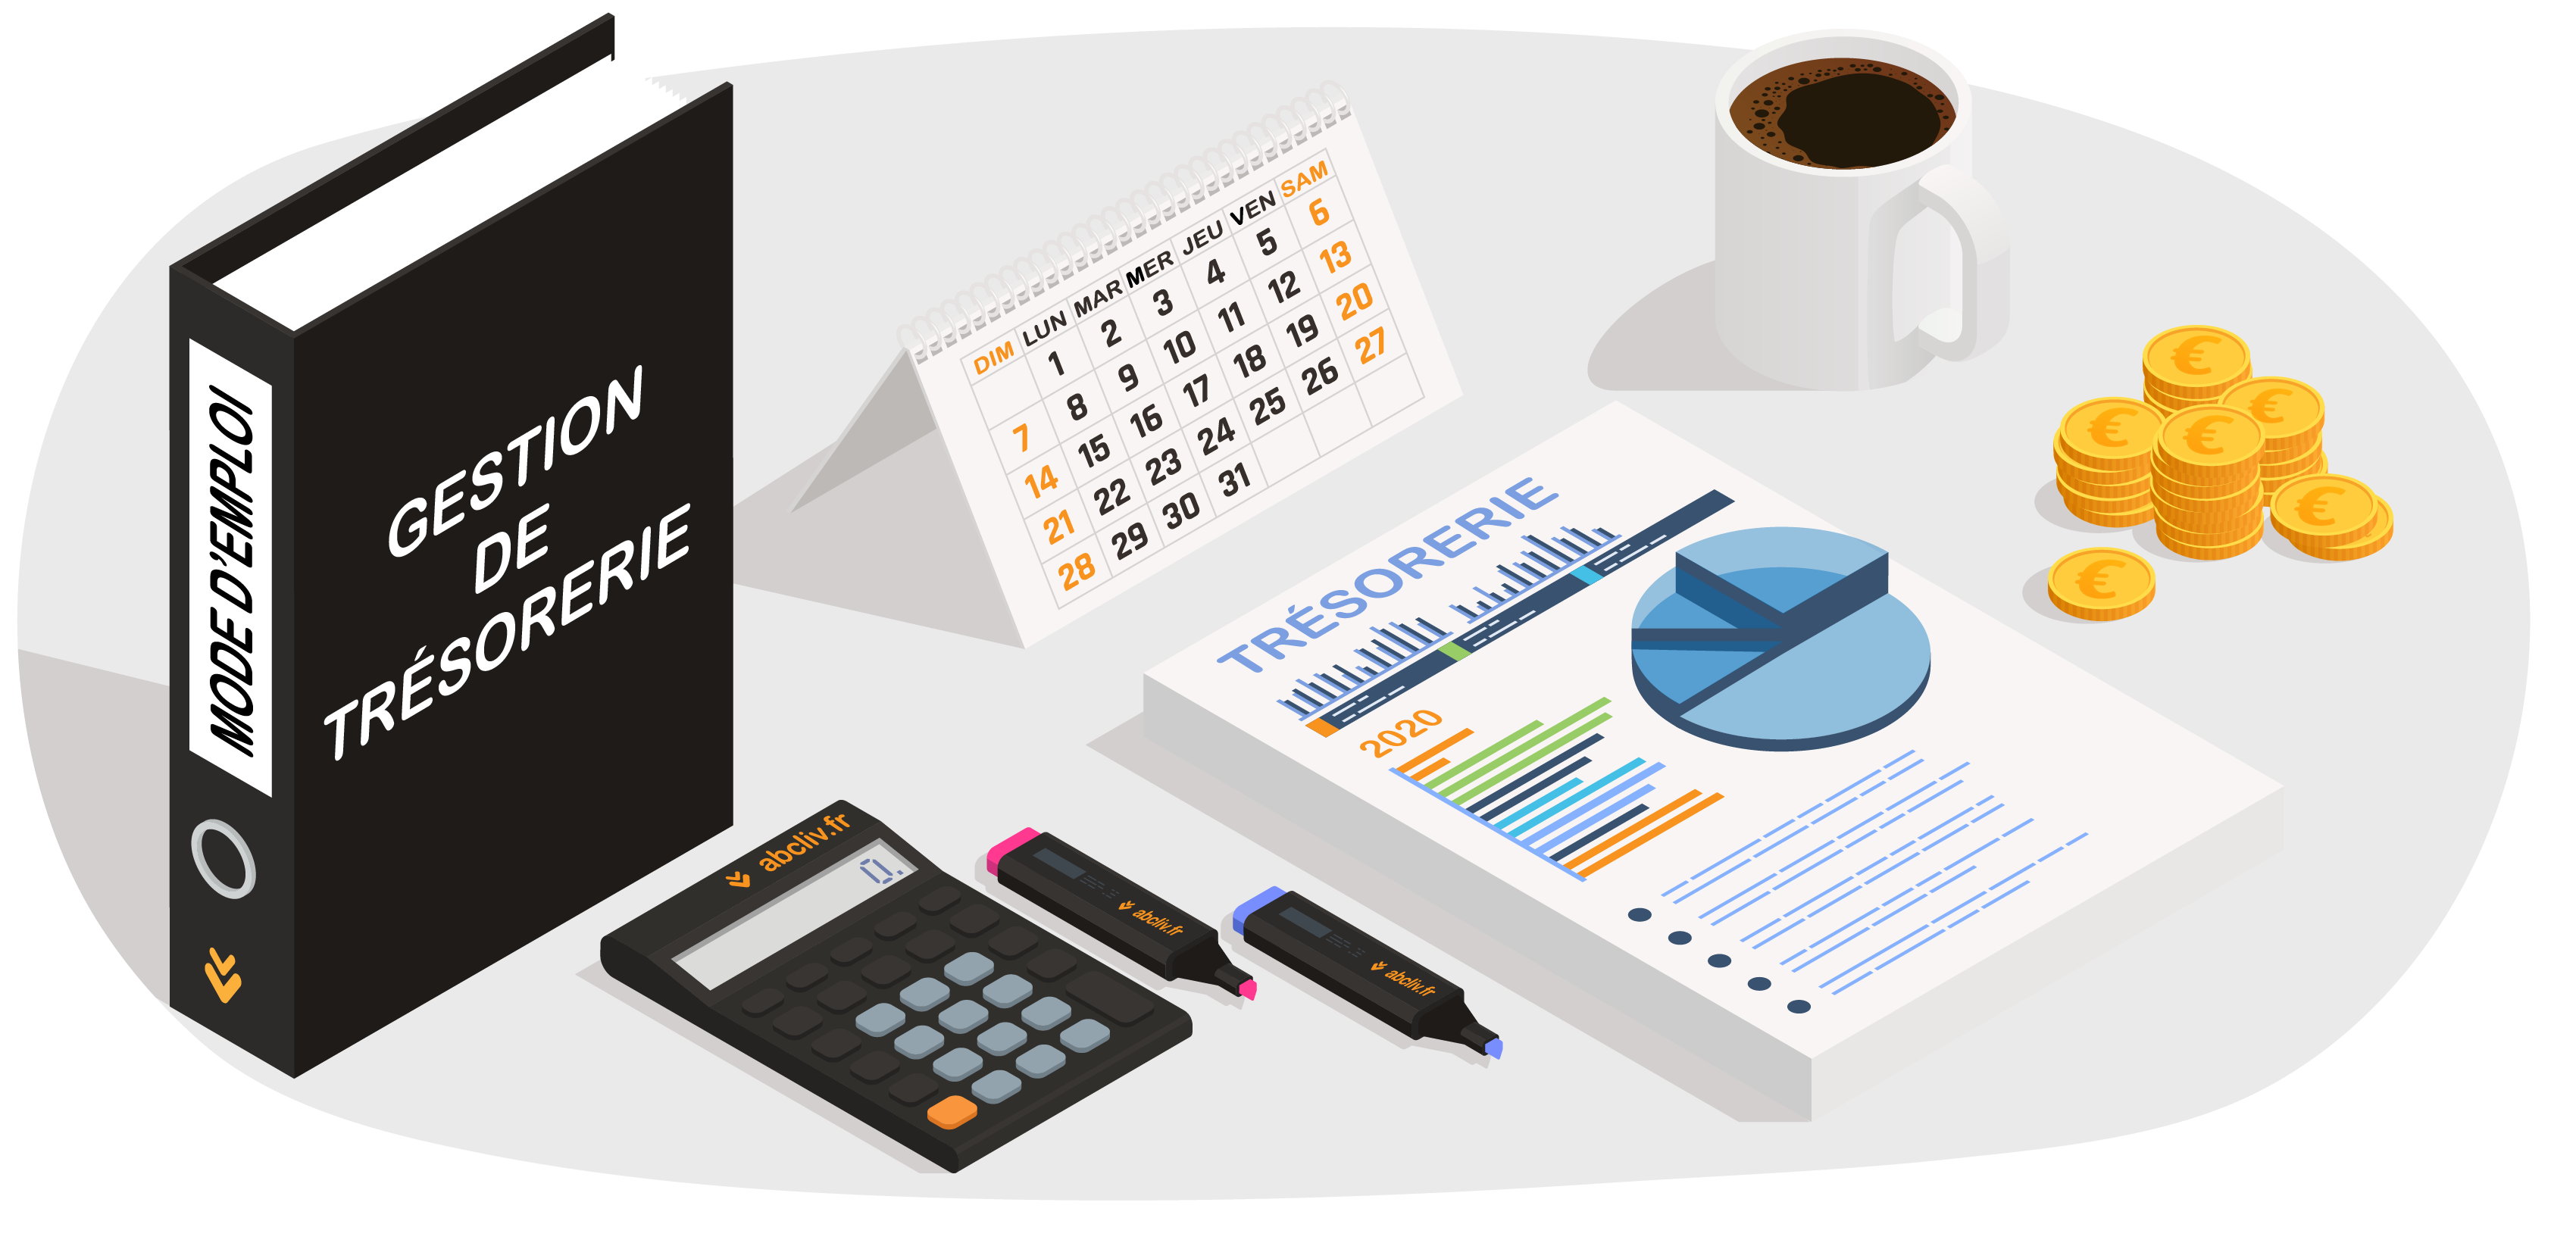 MODE D'EMPLOI
GESTION
DE
TRÉSORERIE
DIM LUN MAR MER JEU VEN SAM
1 2 3 4 5 6
7 8 9 10 11 12 13
14 15 16 17 18 19 20
21 22 23 24 25 26 27
28 29 30 31
TRÉSORERIE
2020
abcliv.fr
0.
abcliv.fr
abcliv.fr
€
€
€
€
€
€